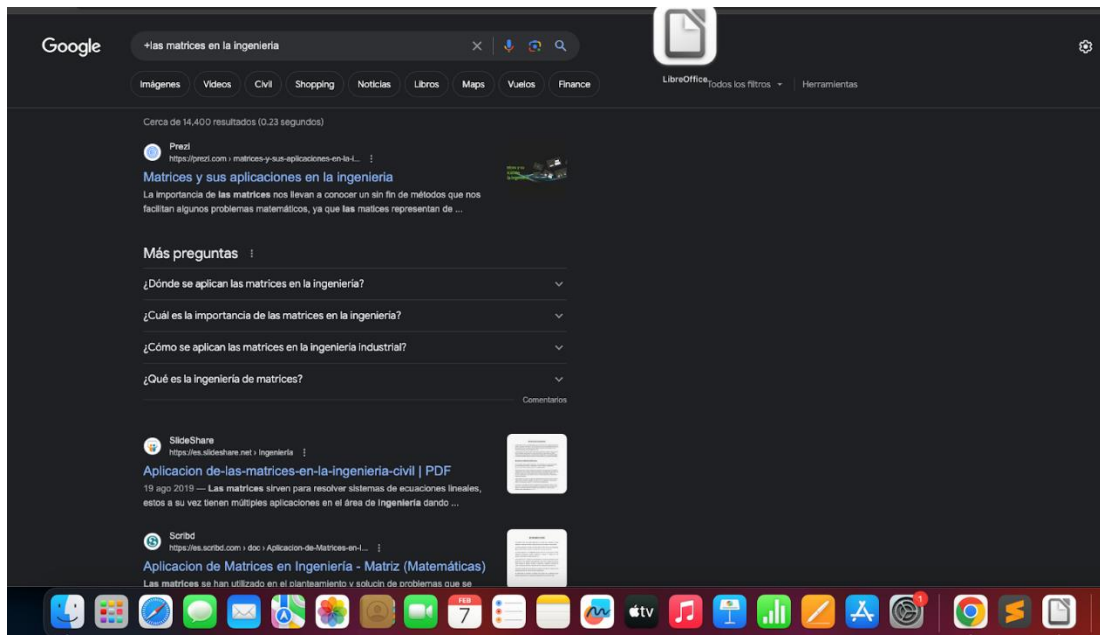 Google
+las matrices en la ingenieria
LibreOffice
Imágenes Videos Civil Shopping Noticias Libros Maps Vuelos Finance
Todos los filtros Herramientas
Cerca de 14,400 resultados (0.23 segundos)
Prezi
https://prezi.com › matrices-y-sus-aplicaciones-en-la-i...
Matrices y sus aplicaciones en la ingenieria
La importancia de las matrices nos llevan a conocer un sin fin de métodos que nos
facilitan algunos problemas matemáticos, ya que las matices representan de ...
Más preguntas
¿Dónde se aplican las matrices en la ingeniería?
¿Cuál es la importancia de las matrices en la ingeniería?
¿Cómo se aplican las matrices en la ingeniería industrial?
¿Qué es la ingeniería de matrices?
Comentarios
SlideShare
https://es.slideshare.net › Ingeniería
Aplicacion de-las-matrices-en-la-ingenieria-civil | PDF
19 ago 2019 — Las matrices sirven para resolver sistemas de ecuaciones lineales,
estos a su vez tienen múltiples aplicaciones en el área de ingeniería dando ...
Scribd
https://es.scribd.com › doc › Aplicacion-de-Matrices-en-I...
Aplicacion de Matrices en Ingeniería - Matriz (Matemáticas)
Las matrices se han utilizado en el planteamiento y solucin de problemas que se
FEB
7
tv
1